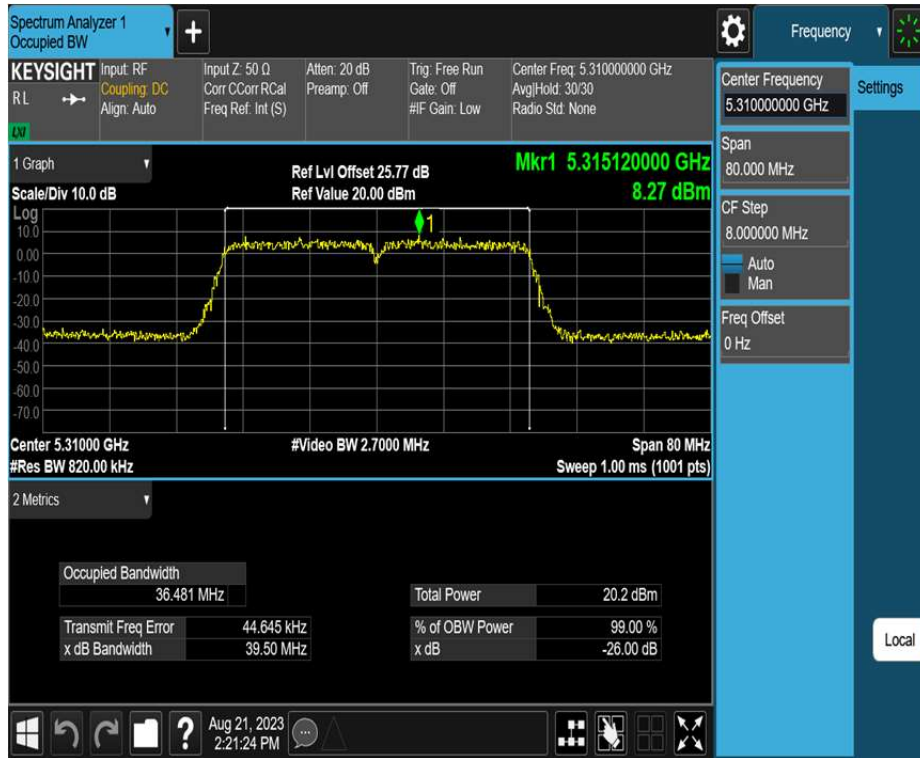 Spectrum Analyzer 1
Occupied BW
+
Frequency
KEYSIGHT
RL
LXI
Input: RF
Coupling: DC
Align: Auto
Input Z: 50 Ω
Corr CCorr RCal
Freq Ref: Int (S)
Atten: 20 dB
Preamp: Off
Trig: Free Run
Gate: Off
#IF Gain: Low
Center Freq: 5.310000000 GHz
Avg|Hold: 30/30
Radio Std: None
Center Frequency
5.310000000 GHz
Settings
Span
80.000 MHz
CF Step
8.000000 MHz
Auto
Man
Freq Offset
0 Hz
1 Graph
Scale/Div 10.0 dB
Ref Lvl Offset 25.77 dB
Ref Value 20.00 dBm
Mkr1 5.315120000 GHz
8.27 dBm
Log
10.0
0.00
-10.0
-20.0
-30.0
-40.0
-50.0
-60.0
-70.0
1
Center 5.31000 GHz
#Video BW 2.7000 MHz
Span 80 MHz
#Res BW 820.00 kHz
Sweep 1.00 ms (1001 pts)
2 Metrics
Occupied Bandwidth
36.481 MHz
Total Power 20.2 dBm
Transmit Freq Error 44.645 kHz
% of OBW Power 99.00 %
x dB Bandwidth 39.50 MHz
x dB -26.00 dB
Local
?
Aug 21, 2023
2:21:24 PM